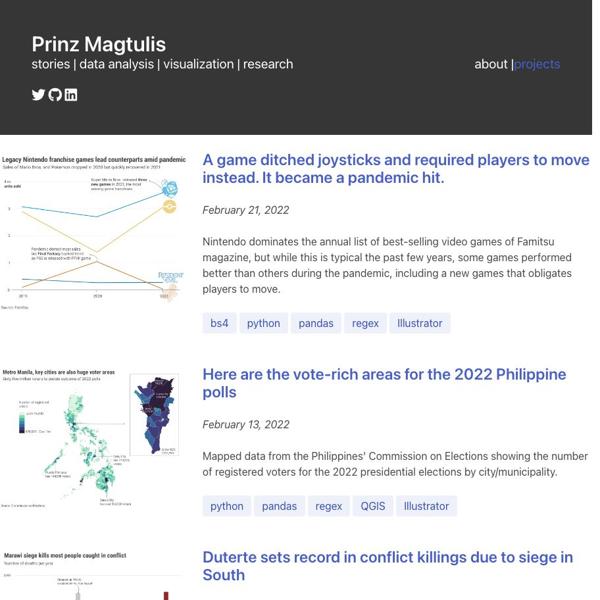 Prinz Magtulis
stories | data analysis | visualization | research
about |projects
Legacy Nintendo franchise games lead counterparts amid pandemic
A game ditched joysticks and required players to move
instead. It became a pandemic hit.
February 21, 2022
Nintendo dominates the annual list of best-selling video games of Famitsu
magazine, but while this is typical the past few years, some games performed
better than others during the pandemic, including a new games that obligates
players to move.
bs4
python
pandas
regex
Illustrator
Metro Manila, key cities are also huge voter areas
Here are the vote-rich areas for the 2022 Philippine
polls
February 13, 2022
Mapped data from the Philippines' Commission on Elections showing the number
of registered voters for the 2022 presidential elections by city/municipality.
python
pandas
regex
QGIS
Illustrator
Marawi siege kills most people caught in conflict
Number of deaths per year
Duterte sets record in conflict killings due to siege in
South